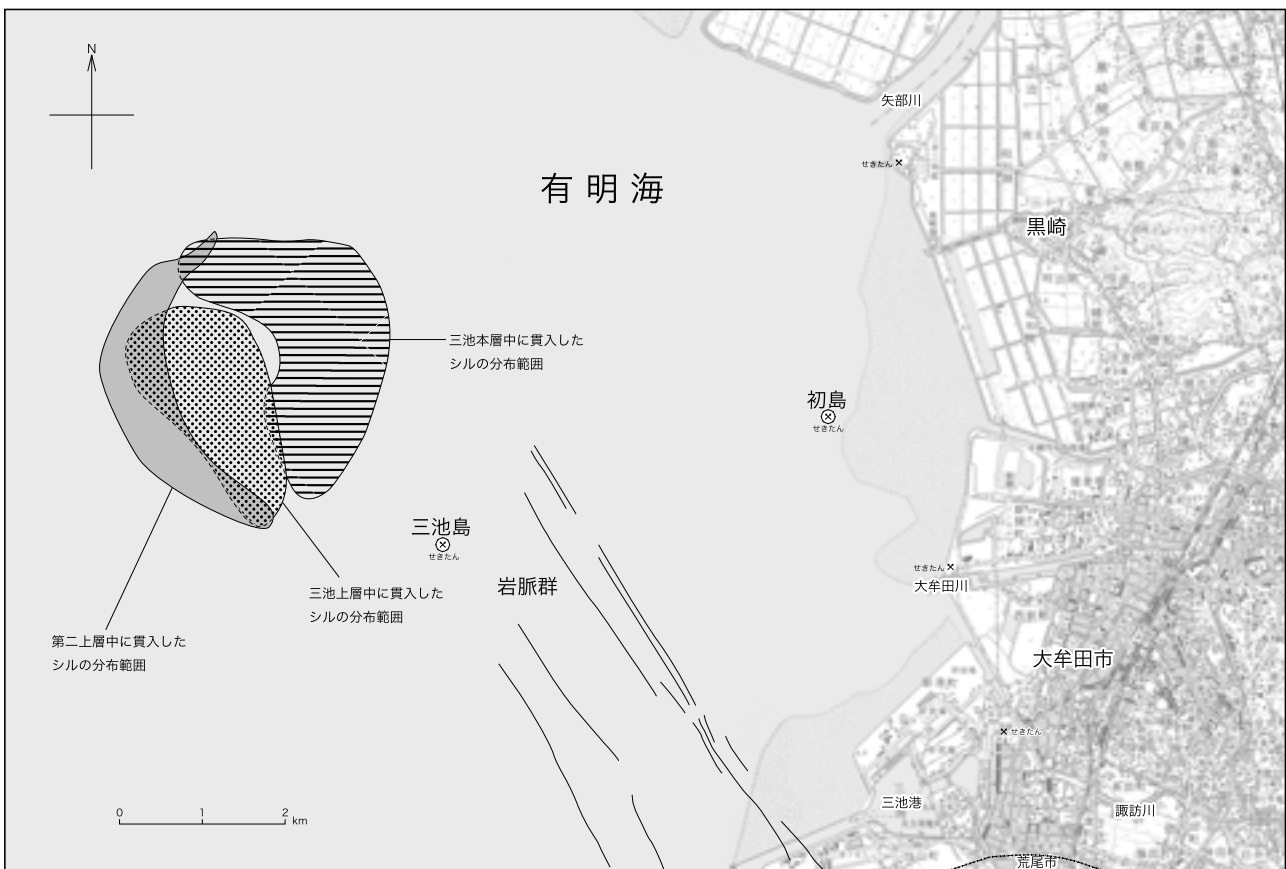 N
矢部川
せきたん
有明海
黒崎
三池本層中に貫入した
シルの分布範囲
初島
せきたん
三池島
せきたん
せきたん
大牟田川
岩脈群
三池上層中に貫入した
シルの分布範囲
第二上層中に貫入した
シルの分布範囲
大牟田市
せきたん
三池港
諏訪川
0 1 2 km
荒尾市